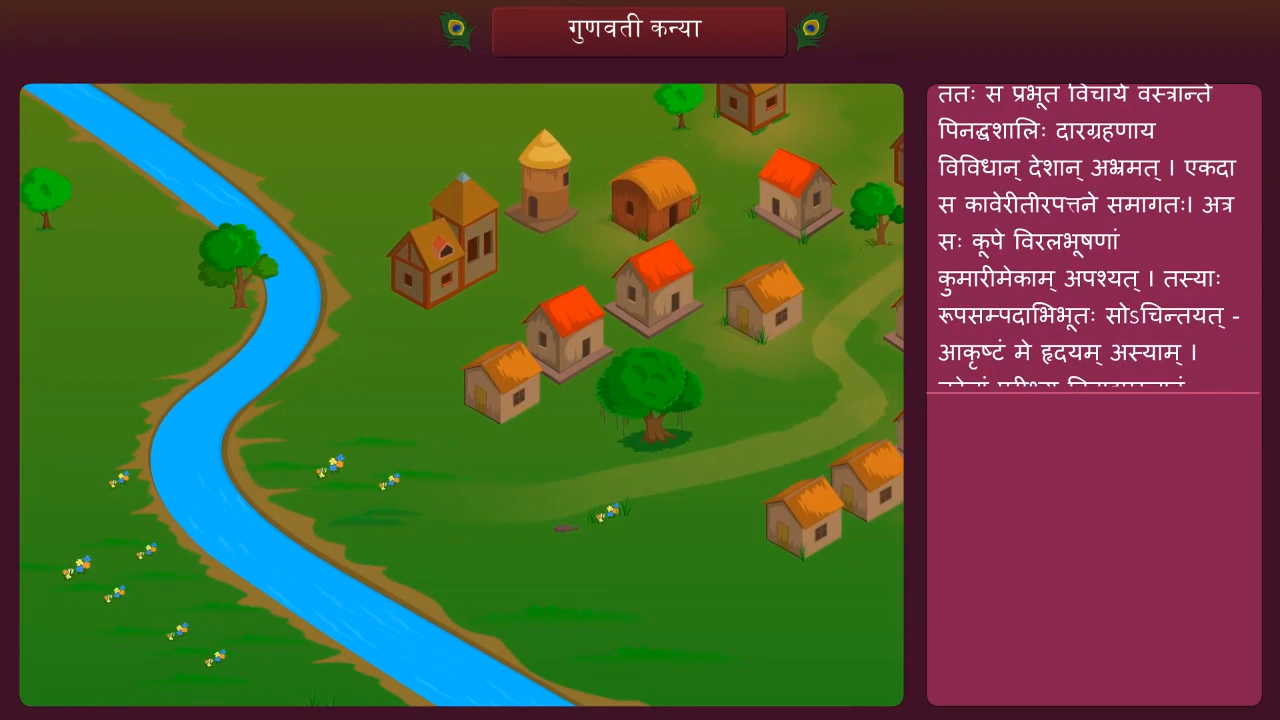 गुणवती कन्या
ततः स प्रभूतं विचार्य वस्त्रान्ते
पिनद्धशालिः दारग्रहणाय
विविधान् देशान् अभ्रमत् । एकदा
स कावेरीतीरपत्तने समागतः। अत्र
सः कूपे विरलभूषणां
कुमारीमेकाम् अपश्यत् । तस्याः
रूपसम्पदाभिभूतः सोऽचिन्तयत् -
आकृष्टं मे हृदयम् अस्याम् ।